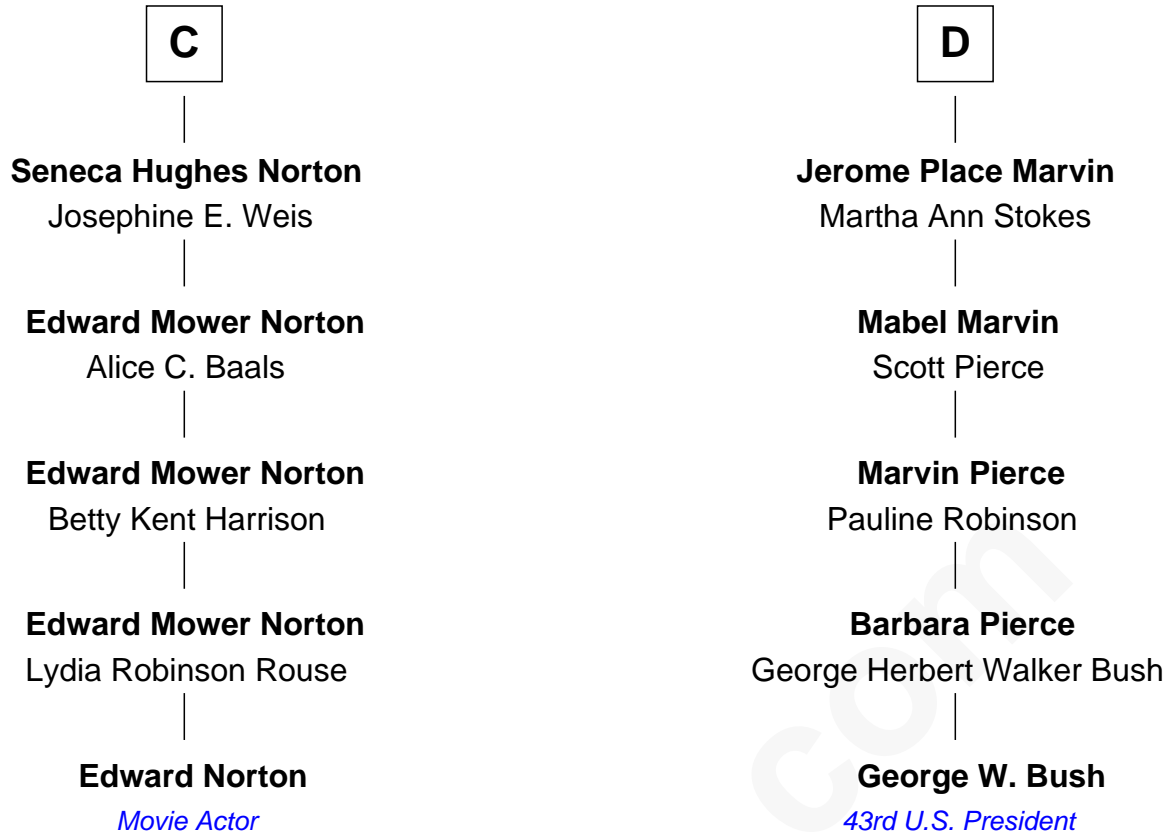 C
Seneca Hughes Norton
Josephine E. Weis
Edward Mower Norton
Alice C. Baals
Edward Mower Norton
Betty Kent Harrison
Edward Mower Norton
Lydia Robinson Rouse
Edward Norton
Movie Actor
D
Jerome Place Marvin
Martha Ann Stokes
Mabel Marvin
Scott Pierce
Marvin Pierce
Pauline Robinson
Barbara Pierce
George Herbert Walker Bush
George W. Bush
43rd U.S. President
com